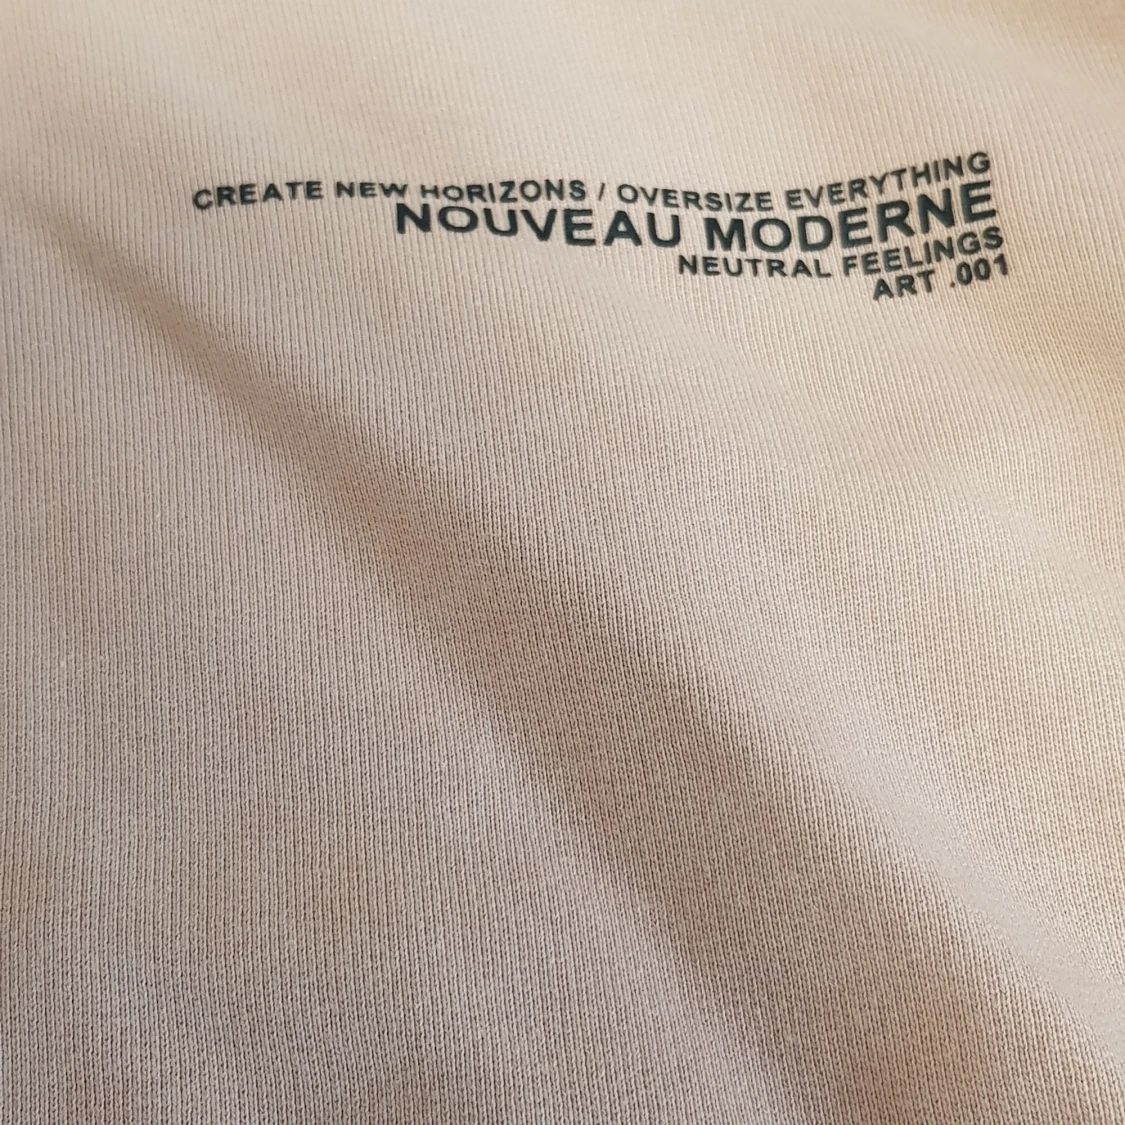 CREATE NEW HORIZONS / OVERSIZE EVERYTHING
NOUVEAU MODERNE
NEUTRAL FEELINGS
ART .001